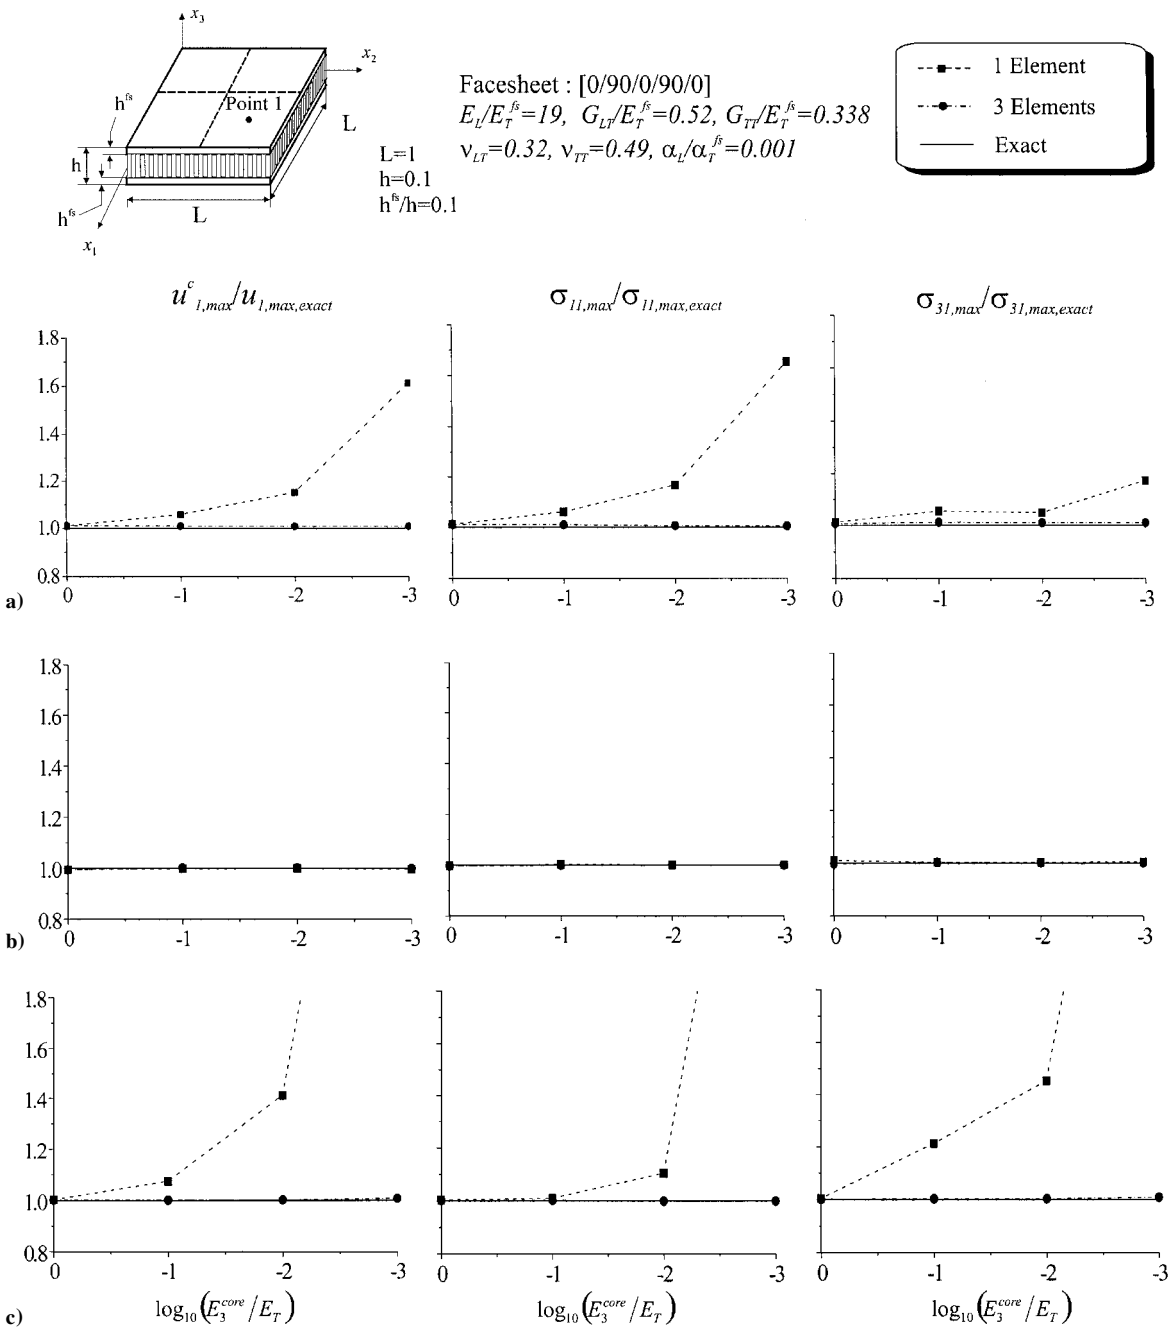 x₃
x₂
Point 1
hᶠˢ
h
hᶠˢ
x₁
L
L
L=1
h=0.1
hᶠˢ/h=0.1
Facesheet : [0/90/0/90/0]
E_L/E_T^fs=19, G_LT/E_T^fs=0.52, G_TT/E_T^fs=0.338
ν_LT=0.32, ν_TT=0.49, α_L/α_T^fs=0.001
1 Element
3 Elements
Exact
u^c_1,max/u_1,max,exact
σ_11,max/σ_11,max,exact
σ_31,max/σ_31,max,exact
1.8
1.6
1.4
1.2
1.0
0.8
0 -1 -2 -3
0 -1 -2 -3
0 -1 -2 -3
a)
1.8
1.6
1.4
1.2
1.0
0.8
0 -1 -2 -3
0 -1 -2 -3
0 -1 -2 -3
b)
1.8
1.6
1.4
1.2
1.0
0.8
0 -1 -2 -3
0 -1 -2 -3
0 -1 -2 -3
c)
log₁₀(E_3^core/E_T)
log₁₀(E_3^core/E_T)
log₁₀(E_3^core/E_T)